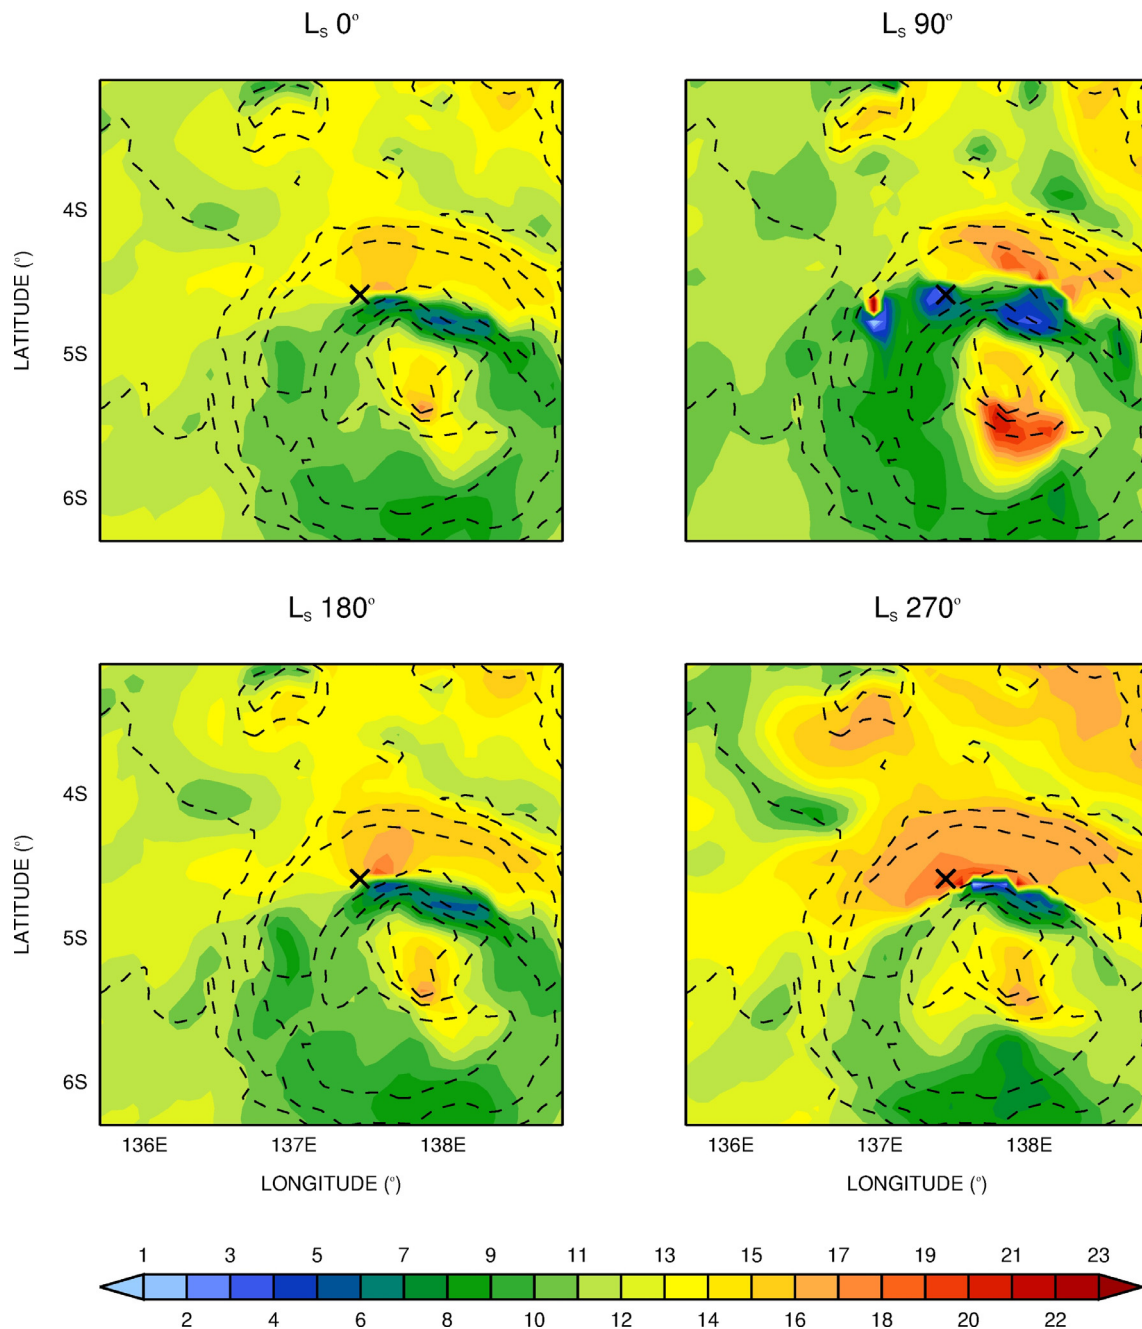 Ls 0° Ls 90°
4S
5S
6S
LATITUDE (°)
Ls 180° Ls 270°
4S
5S
6S
LATITUDE (°)
136E 137E 138E 136E 137E 138E
LONGITUDE (°) LONGITUDE (°)
1 3 5 7 9 11 13 15 17 19 21 23
2 4 6 8 10 12 14 16 18 20 22